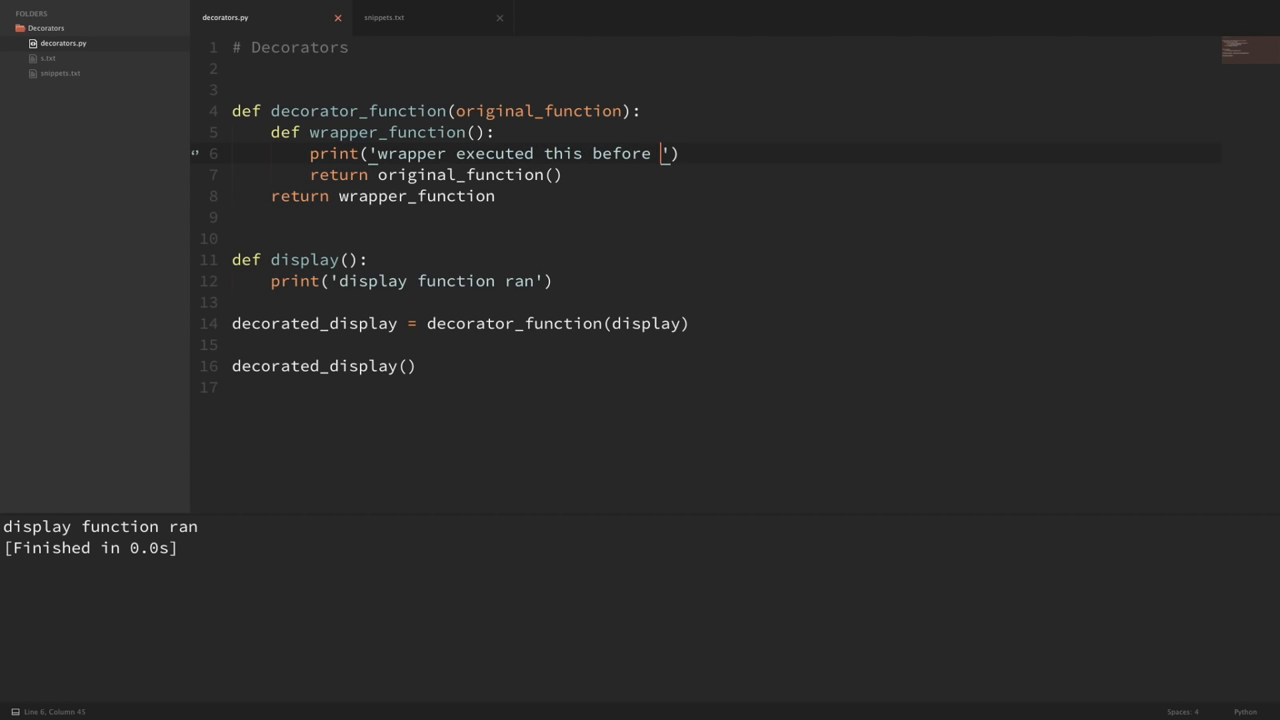 FOLDERS
Decorators
decorators.py
s.txt
snippets.txt
decorators.py
snippets.txt
1 # Decorators
2
3
4 def decorator_function(original_function):
5     def wrapper_function():
6         print('wrapper executed this before ')
7         return original_function()
8     return wrapper_function
9
10
11 def display():
12     print('display function ran')
13
14 decorated_display = decorator_function(display)
15
16 decorated_display()
17
display function ran
[Finished in 0.0s]
Line 6, Column 45
Spaces: 4
Python